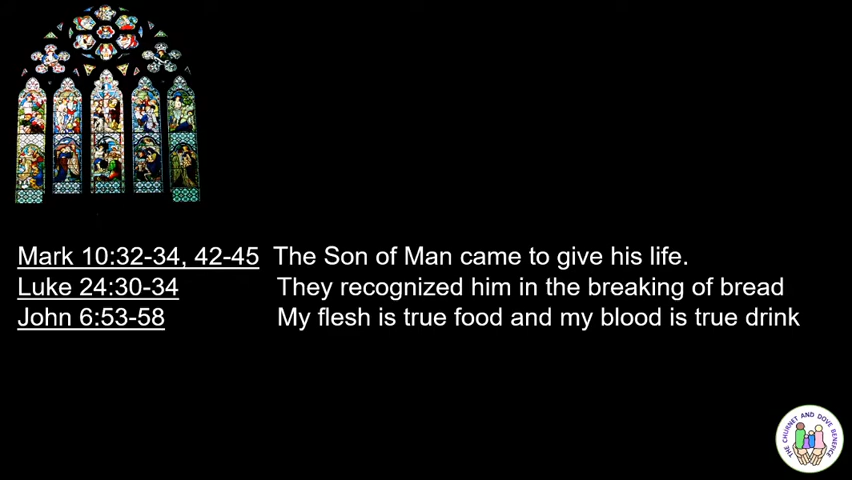 Mark 10:32-34, 42-45 The Son of Man came to give his life.
Luke 24:30-34 They recognized him in the breaking of bread
John 6:53-58 My flesh is true food and my blood is true drink
THE CHURNET AND DOVE BENEFICE